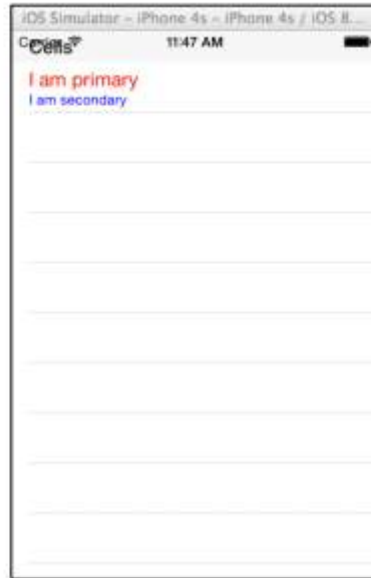 iOS Simulator - iPhone 4s - iPhone 4s / iOS 8...
Cells
11:47 AM
I am primary
I am secondary